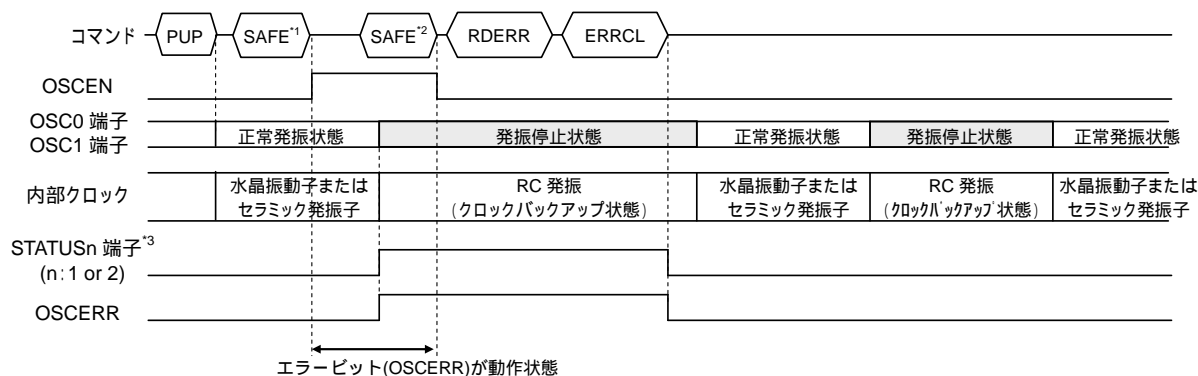 コマンド PUP SAFE*1 SAFE*2 RDERR ERRCL
OSCEN
OSC0 端子
OSC1 端子
正常発振状態 発振停止状態 正常発振状態 発振停止状態 正常発振状態
内部クロック
水晶振動子または
セラミック発振子
RC 発振
(クロックバックアップ状態)
水晶振動子または
セラミック発振子
RC 発振
(ｸﾛｯｸﾊﾞｯｸｱｯﾌﾟ状態)
水晶振動子または
セラミック発振子
STATUSn 端子*3
(n:1 or 2)
OSCERR
エラービット(OSCERR)が動作状態